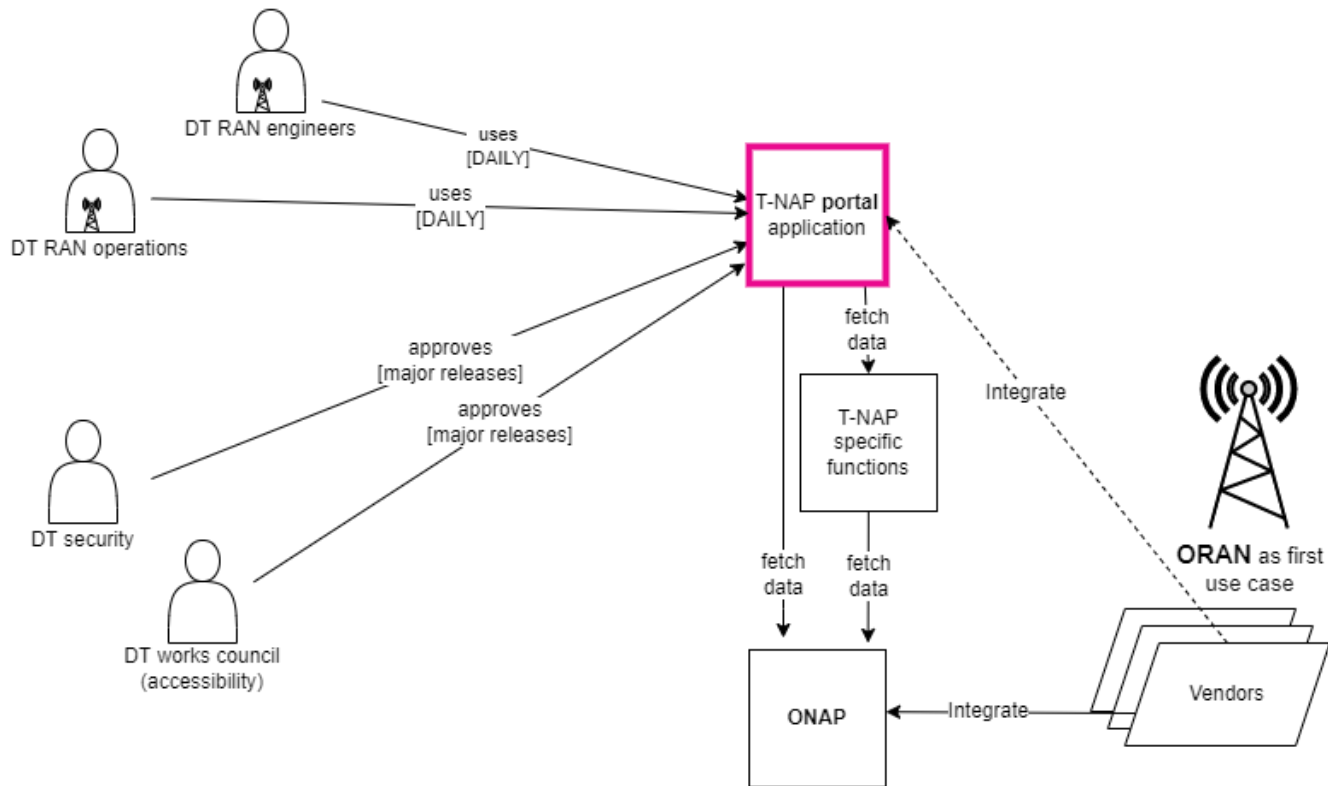 DT RAN engineers
uses
[DAILY]
DT RAN operations
uses
[DAILY]
T-NAP portal
application
approves
[major releases]
approves
[major releases]
DT security
DT works council
(accessibility)
fetch
data
T-NAP
specific
functions
fetch
data
fetch
data
ONAP
Integrate
Integrate
ORAN as first
use case
Vendors